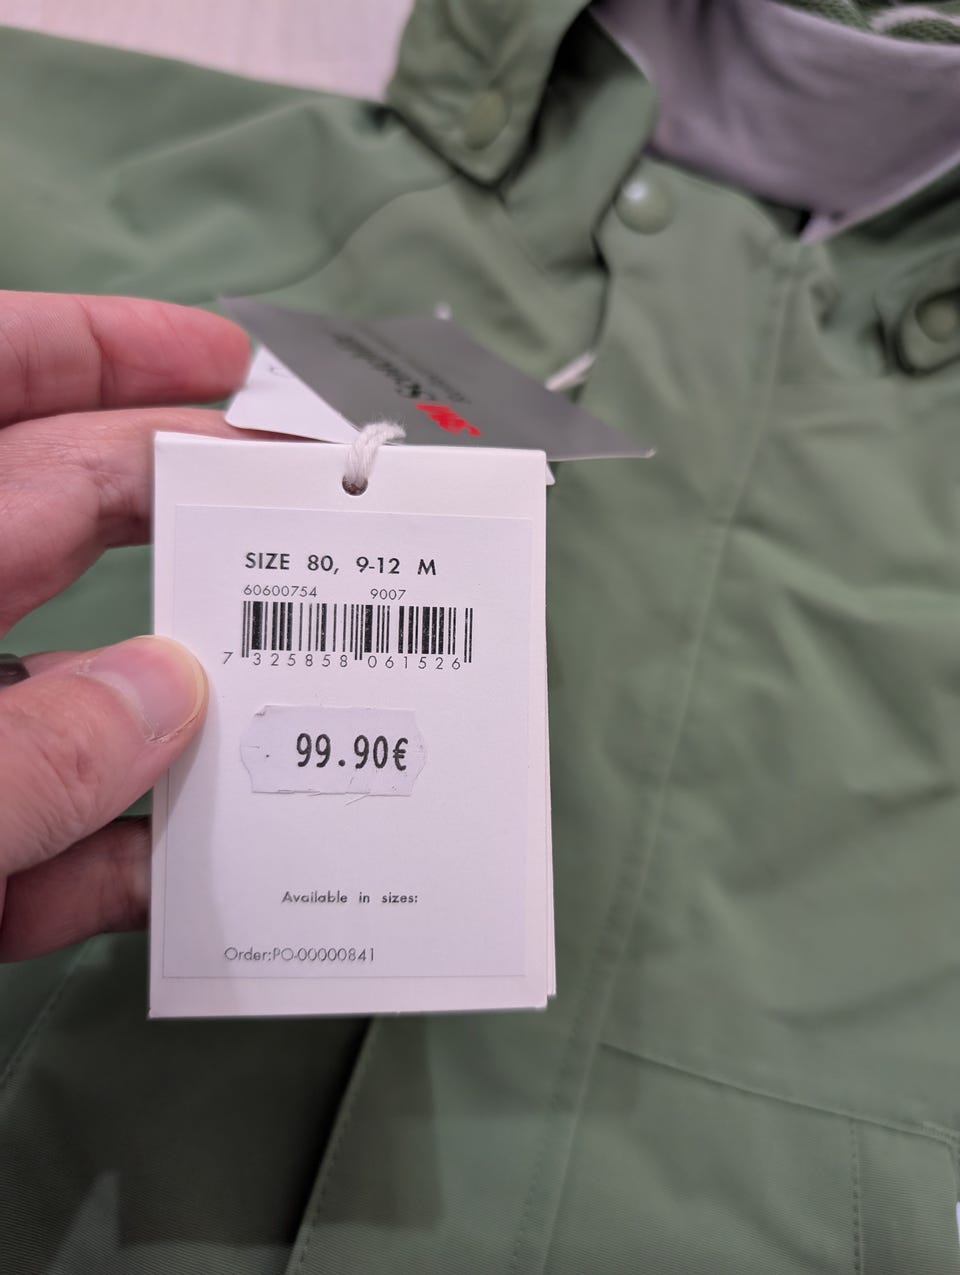 SIZE 80, 9-12 M
60600754 9007
7 325858 061526
99.90€
Available in sizes:
Order:PO-00000841